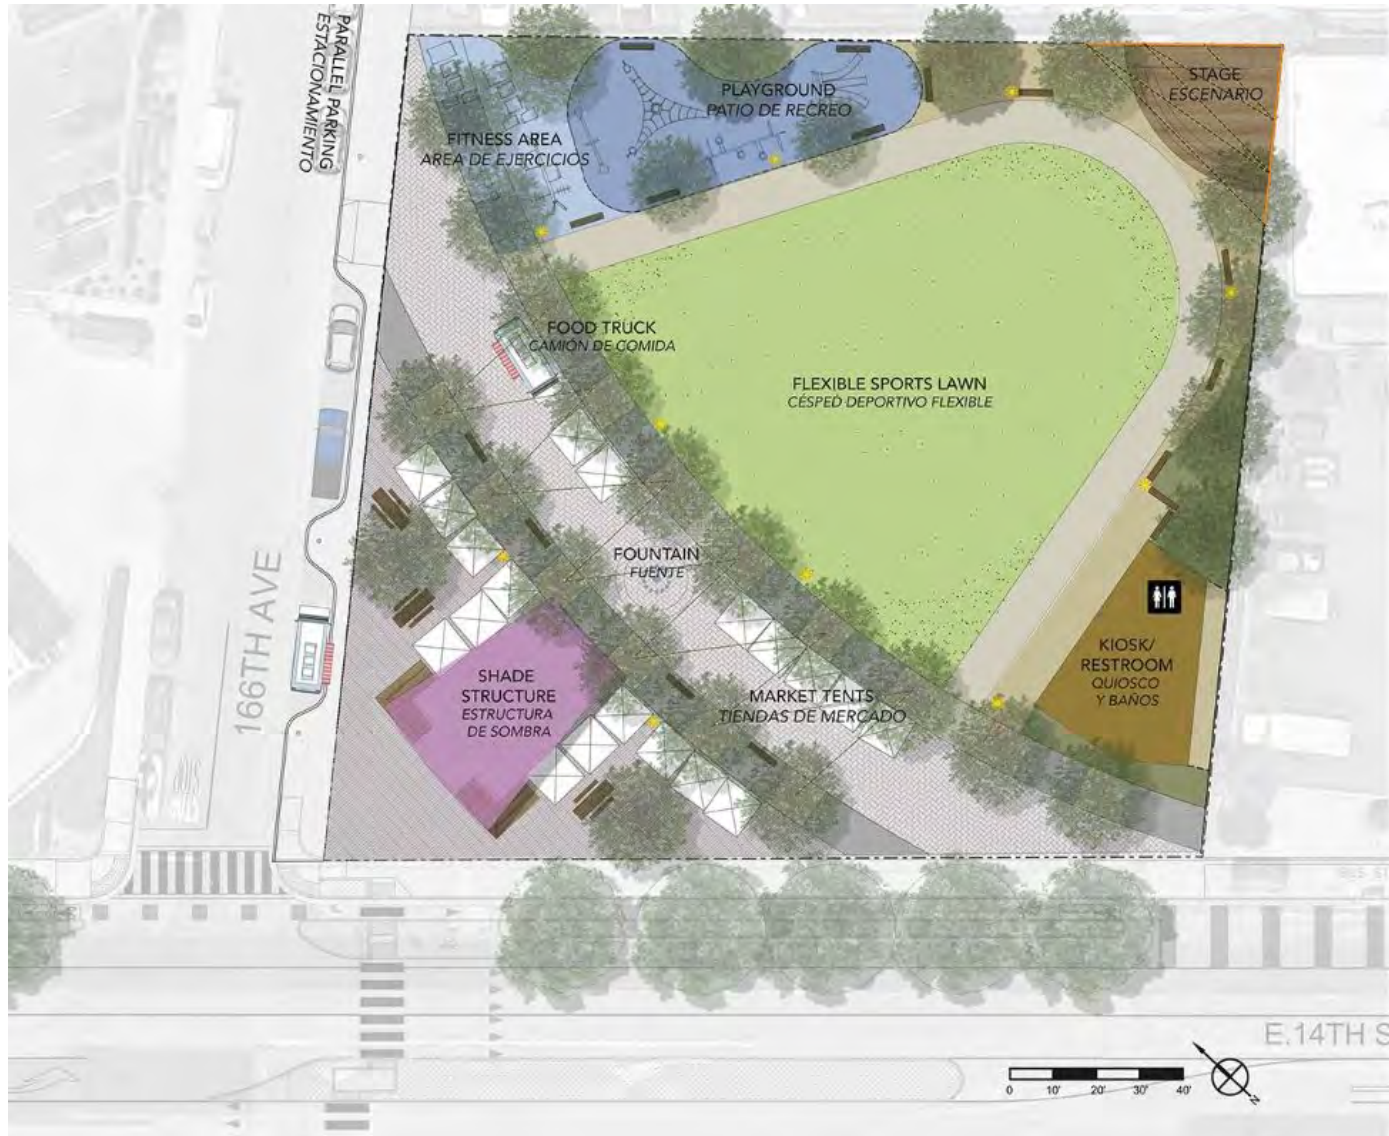 PARALLEL PARKING
ESTACIONAMIENTO
STAGE
ESCENARIO
PLAYGROUND
PATIO DE RECREO
FITNESS AREA
AREA DE EJERCICIOS
FOOD TRUCK
CAMION DE COMIDA
FLEXIBLE SPORTS LAWN
CÉSPED DEPORTIVO FLEXIBLE
FOUNTAIN
FUENTE
166TH AVE
KIOSK/
RESTROOM
QUIOSCO
Y BAÑOS
SHADE
STRUCTURE
ESTRUCTURA
DE SOMBRA
MARKET TENTS
TIENDAS DE MERCADO
E.14TH S
0 10' 20' 30' 40'
N